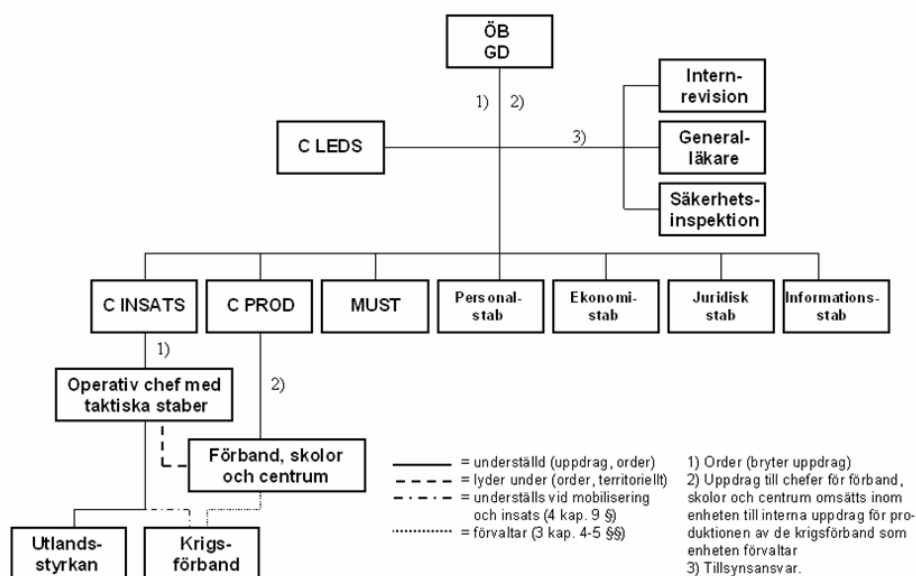 ÖB
GD
1)
2)
Intern-
revision
C LEDS
3)
General-
läkare
Säkerhets-
inspektion
C INSATS
C PROD
MUST
Personal-
stab
Ekonomi-
stab
Juridisk
stab
Informations-
stab
1)
Operativ chef med
taktiska staber
2)
Förband, skolor
och centrum
Utlands-
styrkan
Krigs-
förband
= underställd (uppdrag, order)
= lyder under (order, territoriellt)
= underställs vid mobilisering
och insats (4 kap. 9 §)
= förvaltar (3 kap. 4-5 §§)
1) Order (bryter uppdrag)
2) Uppdrag till chefer för förband,
skolor och centrum omsätts inom
enheten till interna uppdrag för pro-
duktionen av de krigsförband som
enheten förvaltar
3) Tillsynsansvar.